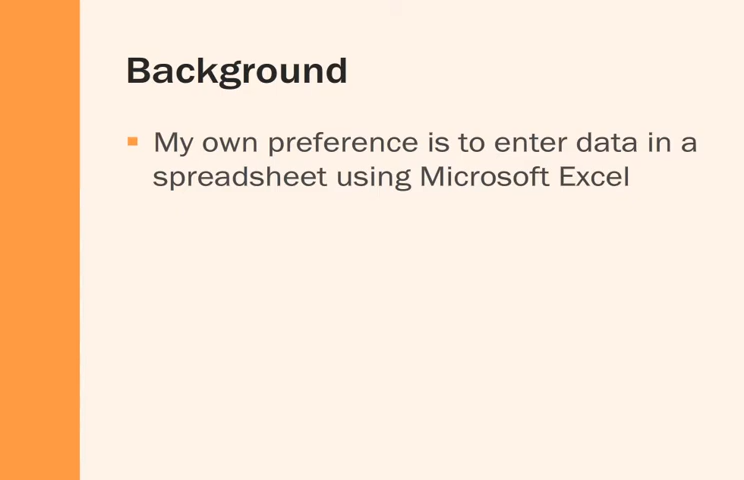 Background
My own preference is to enter data in a
spreadsheet using Microsoft Excel